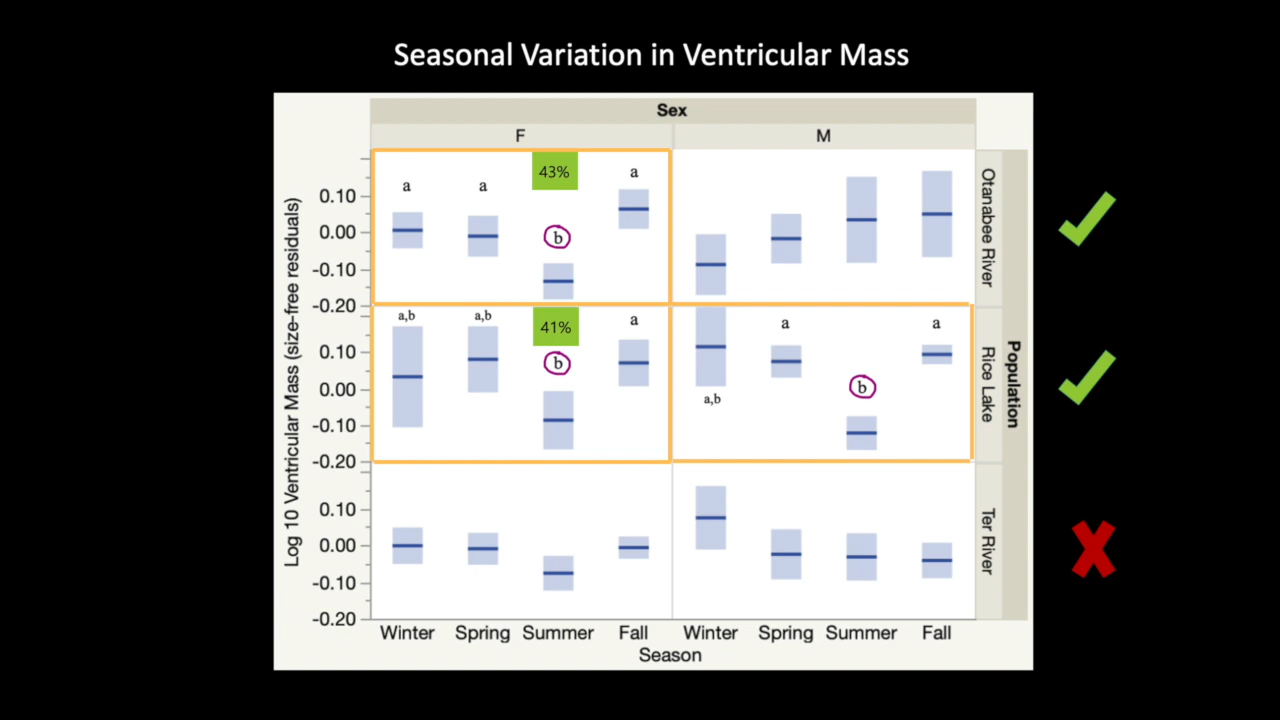 Seasonal Variation in Ventricular Mass
Sex
F M
43%
a a b a
0.10
0.00
-0.10
-0.20
Otanabee River
a,b a,b 41% b a
a b a
a,b
0.10
0.00
-0.10
-0.20
Rice Lake
0.10
0.00
-0.10
-0.20
Ter River
Population
Log 10 Ventricular Mass (size-free residuals)
Winter Spring Summer Fall Winter Spring Summer Fall
Season